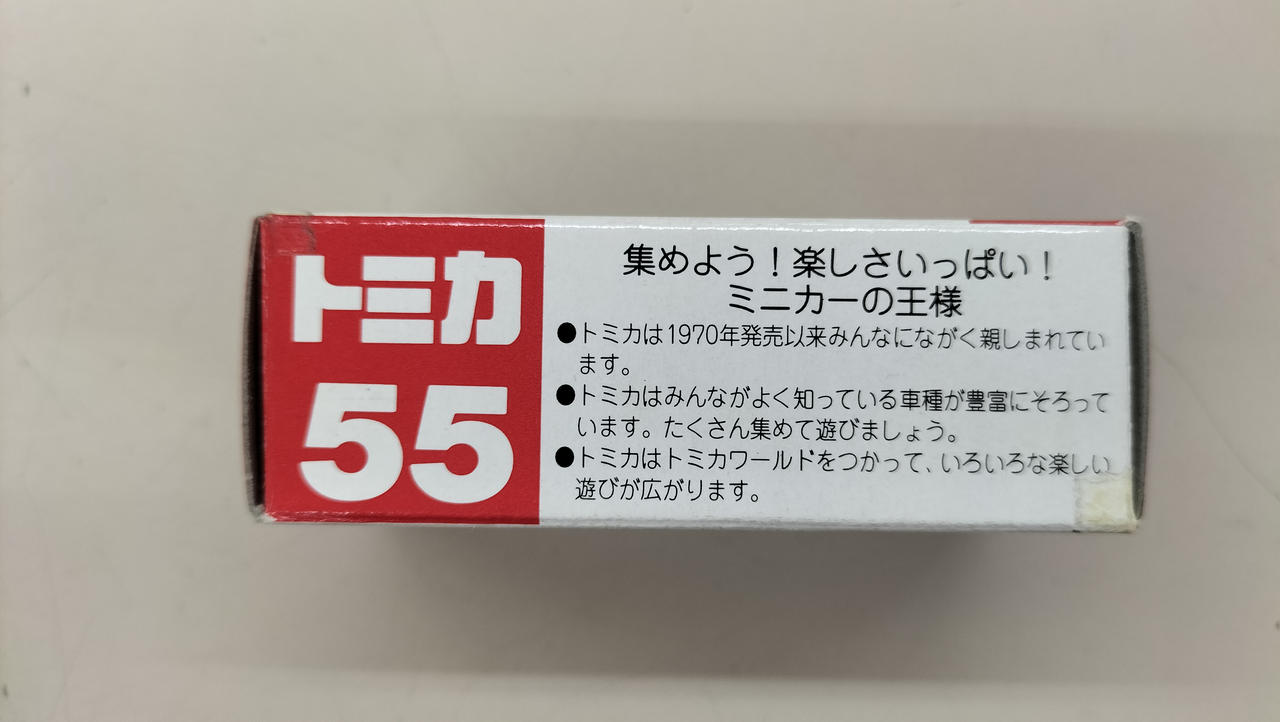 トミカ
55
集めよう！楽しさいっぱい！
ミニカーの王様
●トミカは1970年発売以来みんなにながく親しまれてい
ます。
●トミカはみんながよく知っている車種が豊富にそろって
います。たくさん集めて遊びましょう。
●トミカはトミカワールドをつかって、いろいろな楽しい
遊びが広がります。